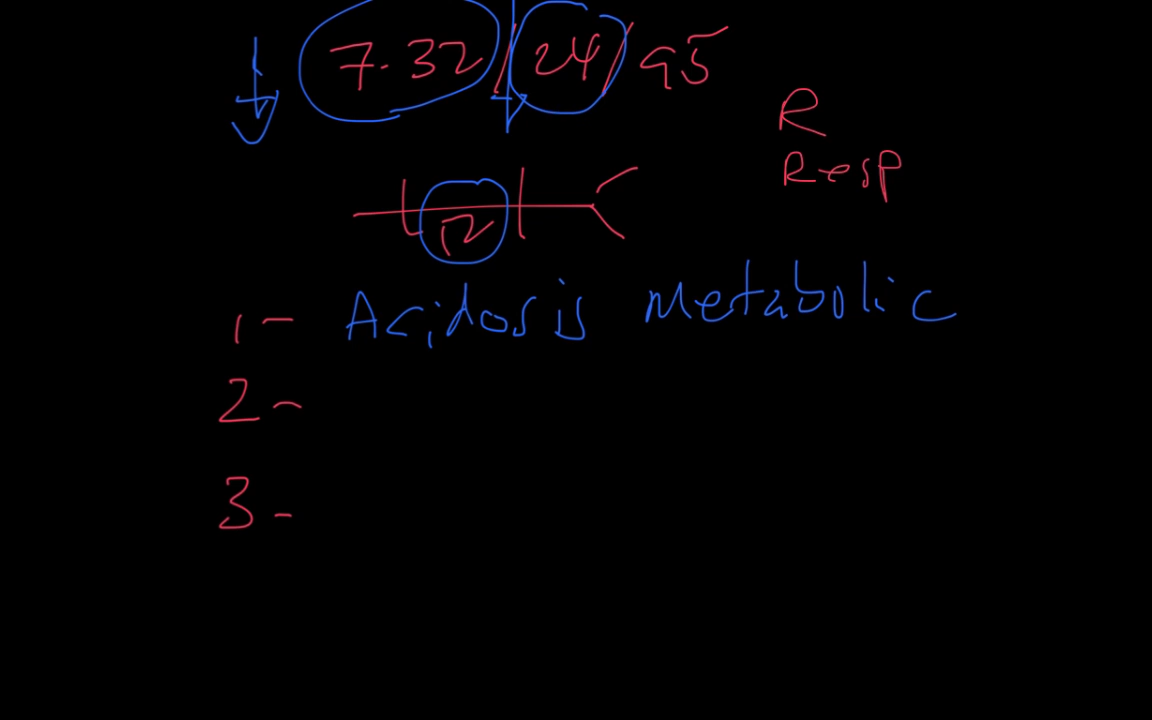 7.32 / 24 / 95
R
Resp
12
1- Acidosis Metabolic
2-
3-